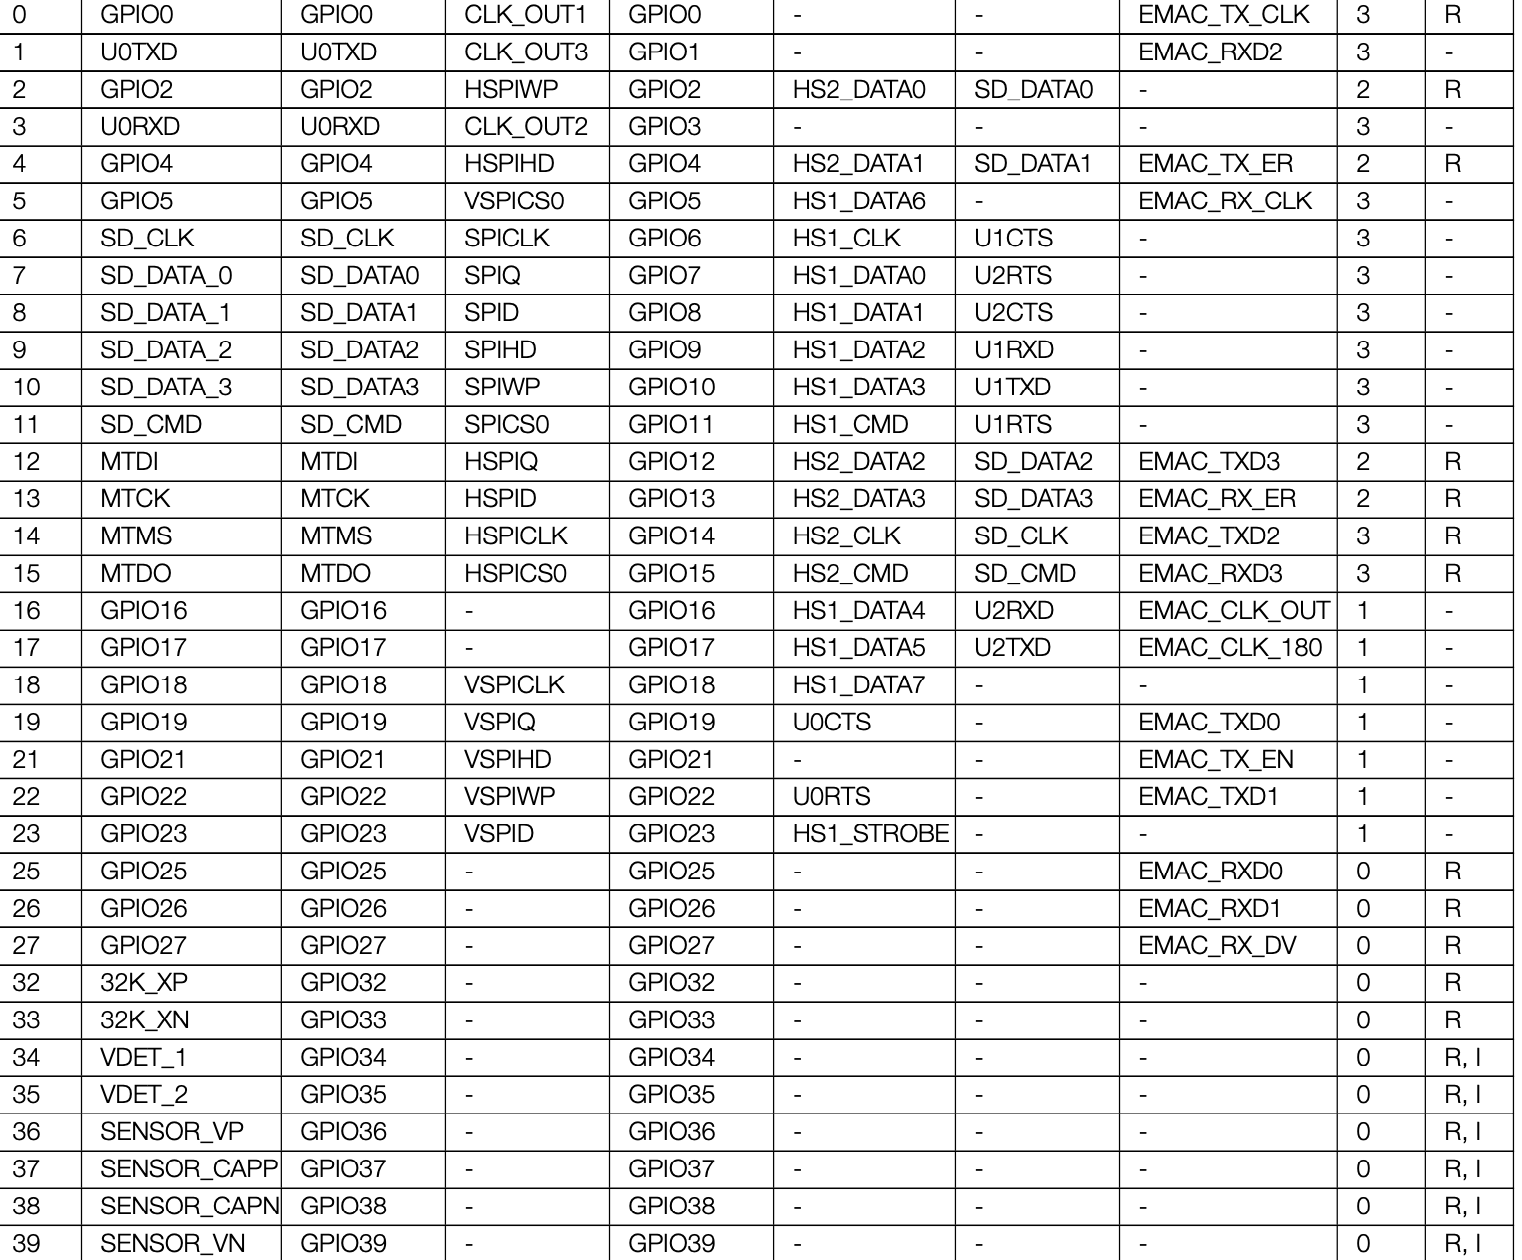 0 GPIO0 GPIO0 CLK_OUT1 GPIO0 - - EMAC_TX_CLK 3 R
1 U0TXD U0TXD CLK_OUT3 GPIO1 - - EMAC_RXD2 3 -
2 GPIO2 GPIO2 HSPIWP GPIO2 HS2_DATA0 SD_DATA0 - 2 R
3 U0RXD U0RXD CLK_OUT2 GPIO3 - - - 3 -
4 GPIO4 GPIO4 HSPIHD GPIO4 HS2_DATA1 SD_DATA1 EMAC_TX_ER 2 R
5 GPIO5 GPIO5 VSPICS0 GPIO5 HS1_DATA6 - EMAC_RX_CLK 3 -
6 SD_CLK SD_CLK SPICLK GPIO6 HS1_CLK U1CTS - 3 -
7 SD_DATA_0 SD_DATA0 SPIQ GPIO7 HS1_DATA0 U2RTS - 3 -
8 SD_DATA_1 SD_DATA1 SPID GPIO8 HS1_DATA1 U2CTS - 3 -
9 SD_DATA_2 SD_DATA2 SPIHD GPIO9 HS1_DATA2 U1RXD - 3 -
10 SD_DATA_3 SD_DATA3 SPIWP GPIO10 HS1_DATA3 U1TXD - 3 -
11 SD_CMD SD_CMD SPICS0 GPIO11 HS1_CMD U1RTS - 3 -
12 MTDI MTDI HSPIQ GPIO12 HS2_DATA2 SD_DATA2 EMAC_TXD3 2 R
13 MTCK MTCK HSPID GPIO13 HS2_DATA3 SD_DATA3 EMAC_RX_ER 2 R
14 MTMS MTMS HSPICLK GPIO14 HS2_CLK SD_CLK EMAC_TXD2 3 R
15 MTDO MTDO HSPICS0 GPIO15 HS2_CMD SD_CMD EMAC_RXD3 3 R
16 GPIO16 GPIO16 - GPIO16 HS1_DATA4 U2RXD EMAC_CLK_OUT 1 -
17 GPIO17 GPIO17 - GPIO17 HS1_DATA5 U2TXD EMAC_CLK_180 1 -
18 GPIO18 GPIO18 VSPICLK GPIO18 HS1_DATA7 - - 1 -
19 GPIO19 GPIO19 VSPIQ GPIO19 U0CTS - EMAC_TXD0 1 -
21 GPIO21 GPIO21 VSPIHD GPIO21 - - EMAC_TX_EN 1 -
22 GPIO22 GPIO22 VSPIWP GPIO22 U0RTS - EMAC_TXD1 1 -
23 GPIO23 GPIO23 VSPID GPIO23 HS1_STROBE - - 1 -
25 GPIO25 GPIO25 - GPIO25 - - EMAC_RXD0 0 R
26 GPIO26 GPIO26 - GPIO26 - - EMAC_RXD1 0 R
27 GPIO27 GPIO27 - GPIO27 - - EMAC_RX_DV 0 R
32 32K_XP GPIO32 - GPIO32 - - - 0 R
33 32K_XN GPIO33 - GPIO33 - - - 0 R
34 VDET_1 GPIO34 - GPIO34 - - - 0 R, I
35 VDET_2 GPIO35 - GPIO35 - - - 0 R, I
36 SENSOR_VP GPIO36 - GPIO36 - - - 0 R, I
37 SENSOR_CAPP GPIO37 - GPIO37 - - - 0 R, I
38 SENSOR_CAPN GPIO38 - GPIO38 - - - 0 R, I
39 SENSOR_VN GPIO39 - GPIO39 - - - 0 R, I